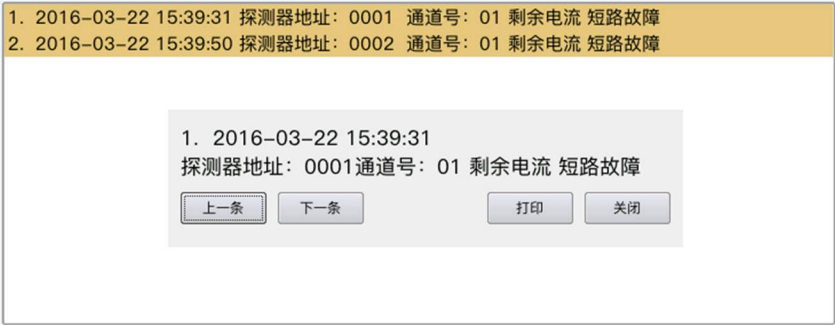 1. 2016-03-22 15:39:31 探测器地址：0001 通道号：01 剩余电流 短路故障
2. 2016-03-22 15:39:50 探测器地址：0002 通道号：01 剩余电流 短路故障
1. 2016-03-22 15:39:31
探测器地址：0001通道号：01 剩余电流 短路故障
上一条 下一条 打印 关闭